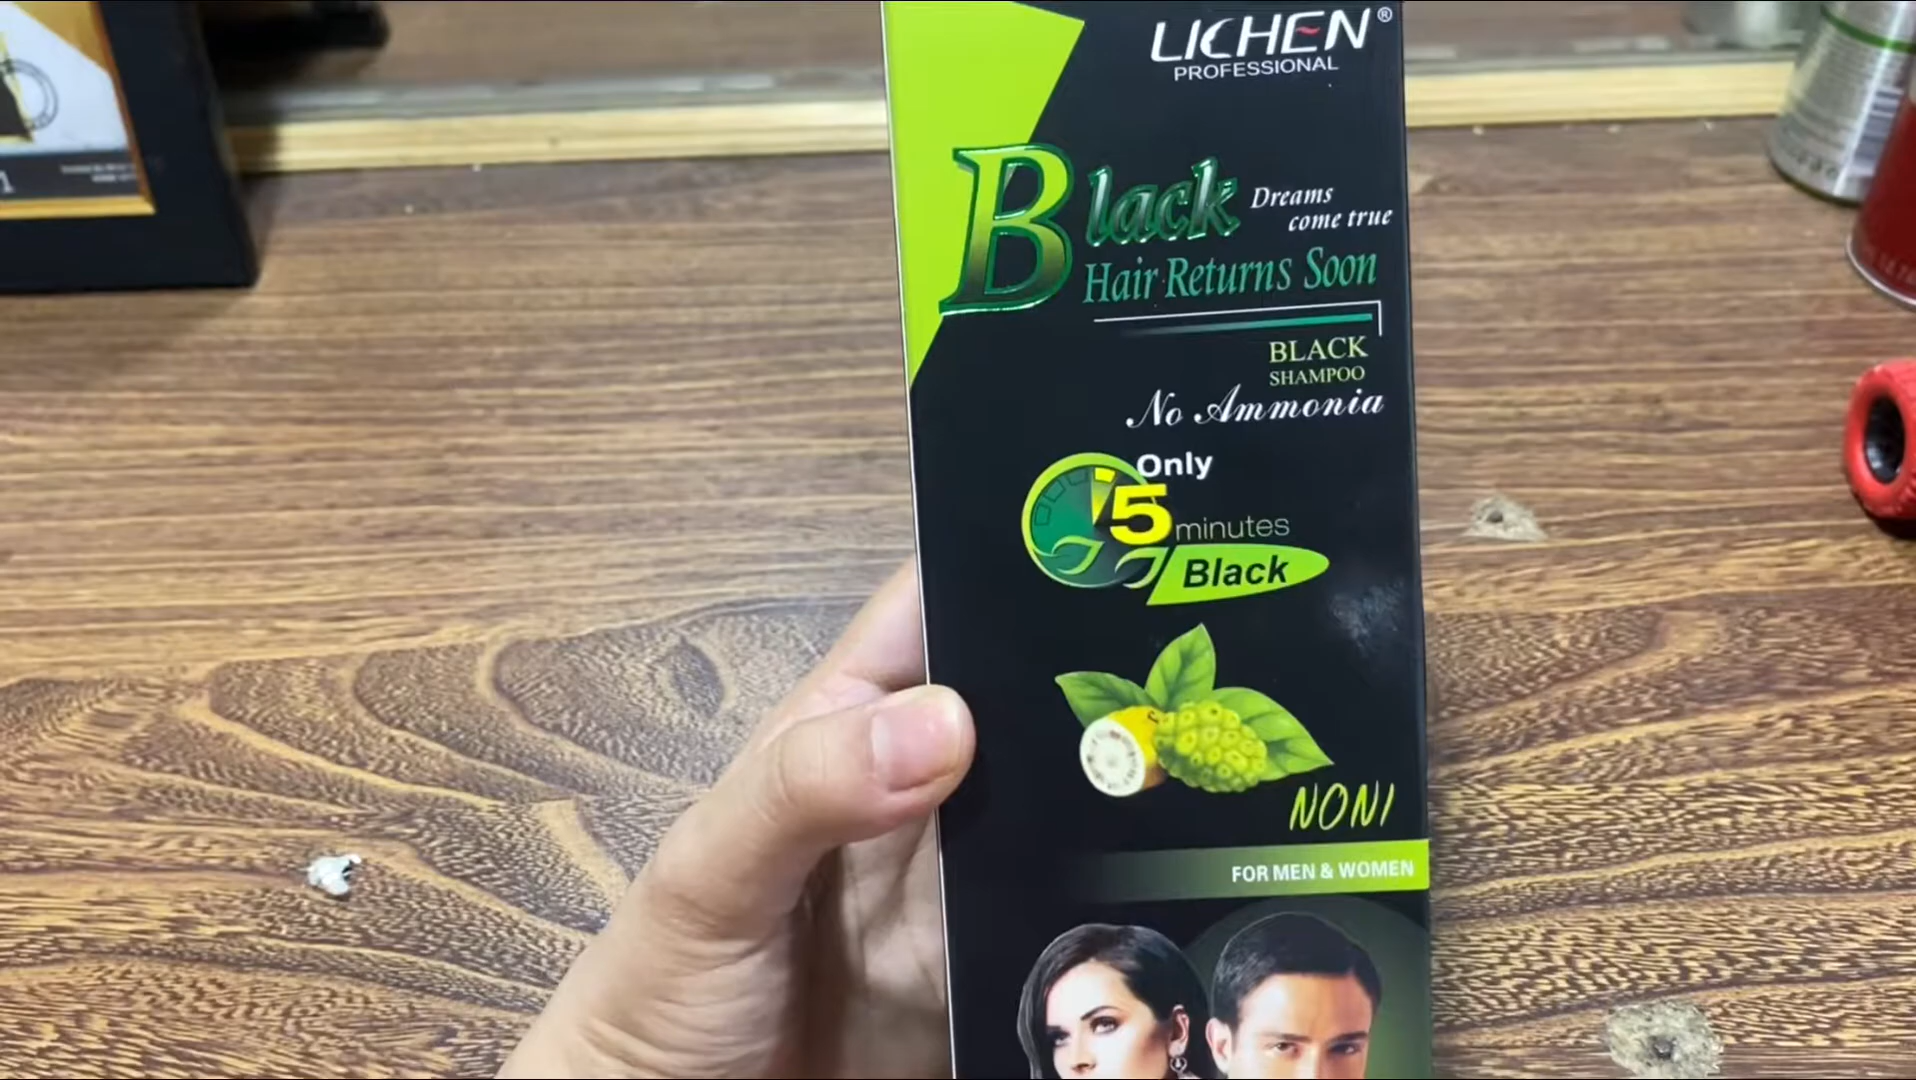 LICHEN®
PROFESSIONAL
Black
Dreams
come true
Hair Returns Soon
BLACK
SHAMPOO
No Ammonia
Only
5 minutes
Black
NONI
FOR MEN & WOMEN